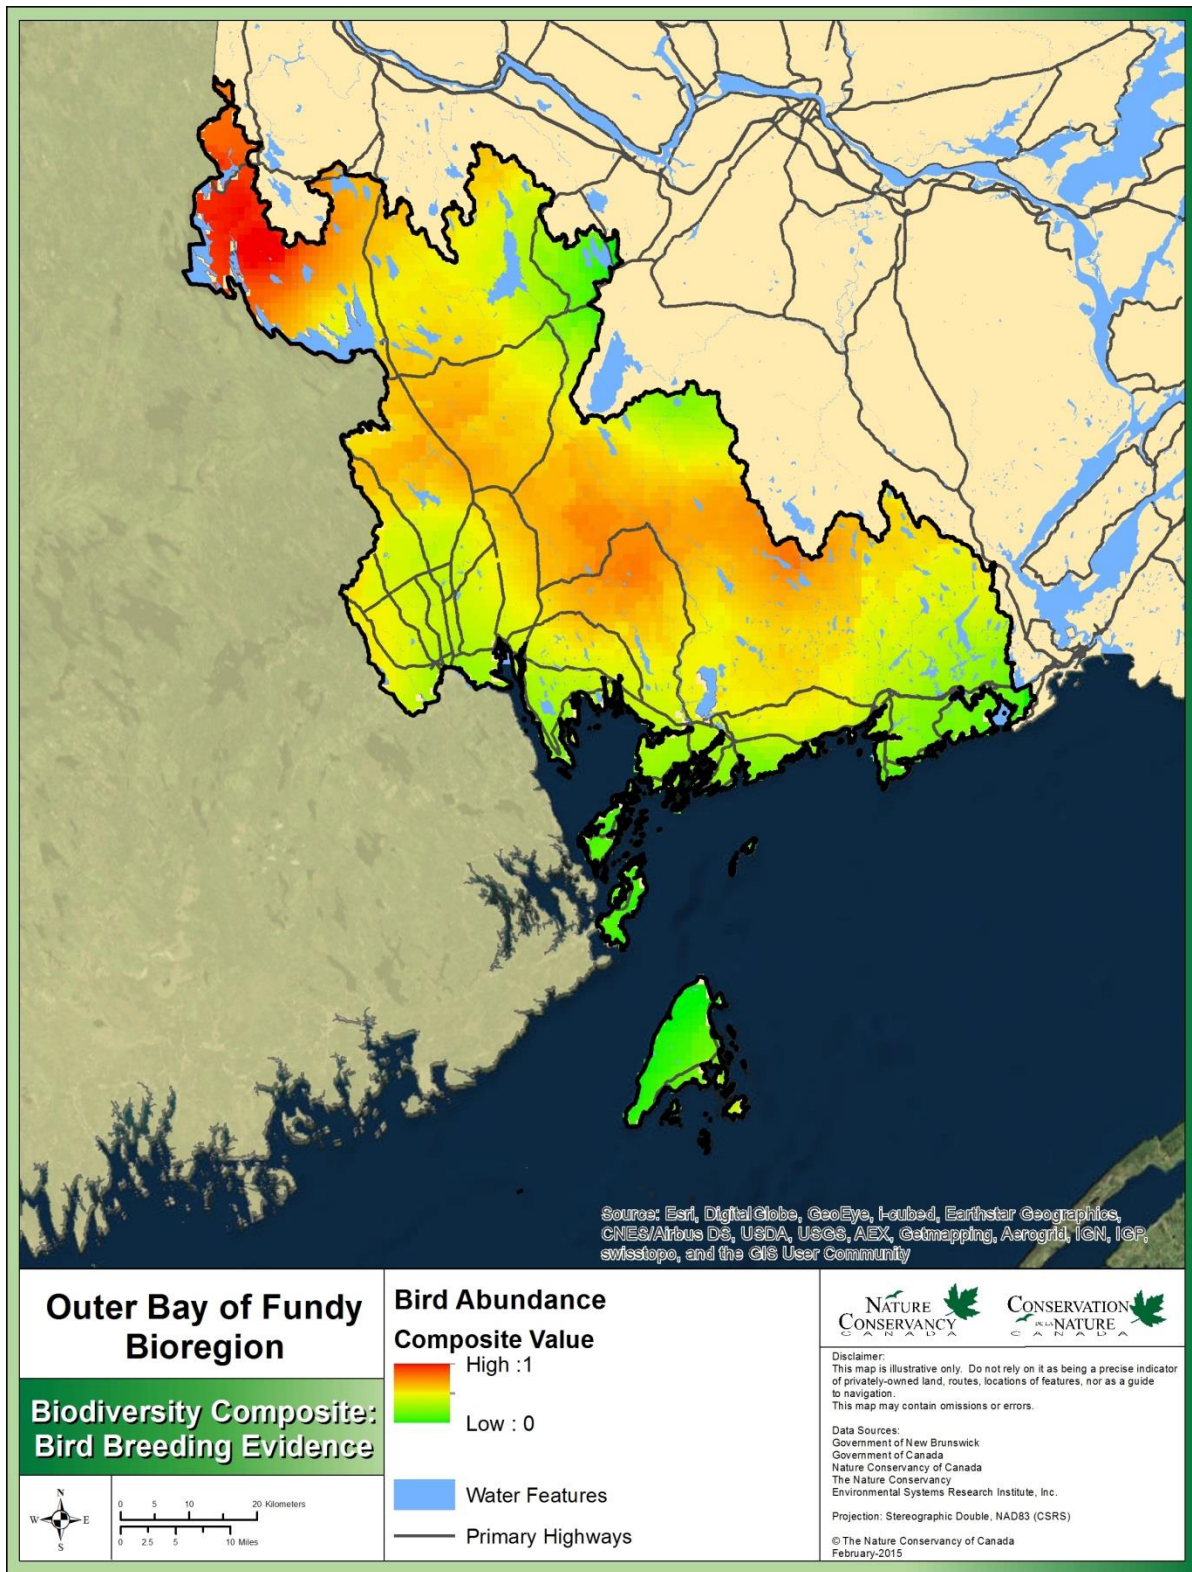 Source: Esri, DigitalGlobe, GeoEye, i-cubed, Earthstar Geographics,
CNES/Airbus DS, USDA, USGS, AEX, Getmapping, Aerogrid, IGN, IGP,
swisstopo, and the GIS User Community
Outer Bay of Fundy
Bioregion
Biodiversity Composite:
Bird Breeding Evidence
N
W E
S
0 5 10 20 Kilometers
0 2.5 5 10 Miles
Bird Abundance
Composite Value
High :1
Low : 0
Water Features
Primary Highways
NATURE
CONSERVANCY
CANADA
CONSERVATION
DE LA NATURE
CANADA
Disclaimer:
This map is illustrative only. Do not rely on it as being a precise indicator
of privately-owned land, routes, locations of features, nor as a guide
to navigation.
This map may contain omissions or errors.
Data Sources:
Government of New Brunswick
Government of Canada
Nature Conservancy of Canada
The Nature Conservancy
Environmental Systems Research Institute, Inc.
Projection: Stereographic Double, NAD83 (CSRS)
© The Nature Conservancy of Canada
February-2015